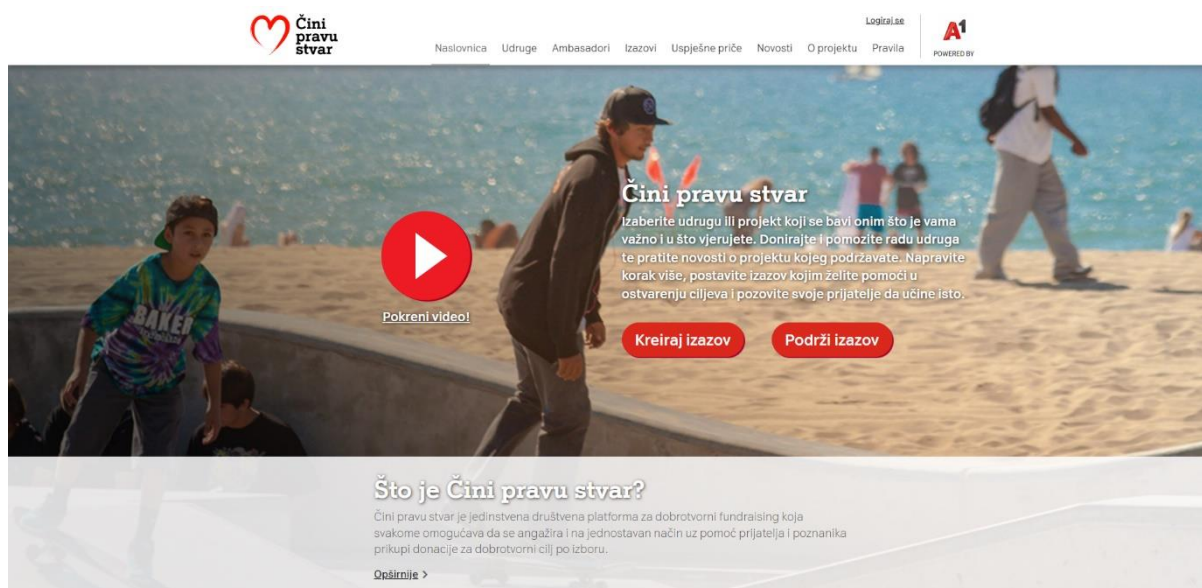 Čini
pravu
stvar
Logiraj se
Naslovnica Udruge Ambasadori Izazovi Uspješne priče Novosti O projektu Pravila
A1
POWERED BY
Čini pravu stvar
Izaberite udrugu ili projekt koji se bavi onim što je vama
važno i u što vjerujete. Donirajte i pomozite radu udruga
te pratite novosti o projektu kojeg podržavate. Napravite
korak više, postavite izazov kojim želite pomoći u
ostvarenju ciljeva i pozovite svoje prijatelje da učine isto.
BAKER
Pokreni video!
Kreiraj izazov Podrži izazov
Što je Čini pravu stvar?
Čini pravu stvar je jedinstvena društvena platforma za dobrotvorni fundraising koja
svakome omogućava da se angažira i na jednostavan način uz pomoć prijatelja i poznanika
prikupi donacije za dobrotvorni cilj po izboru.
Opširnije >